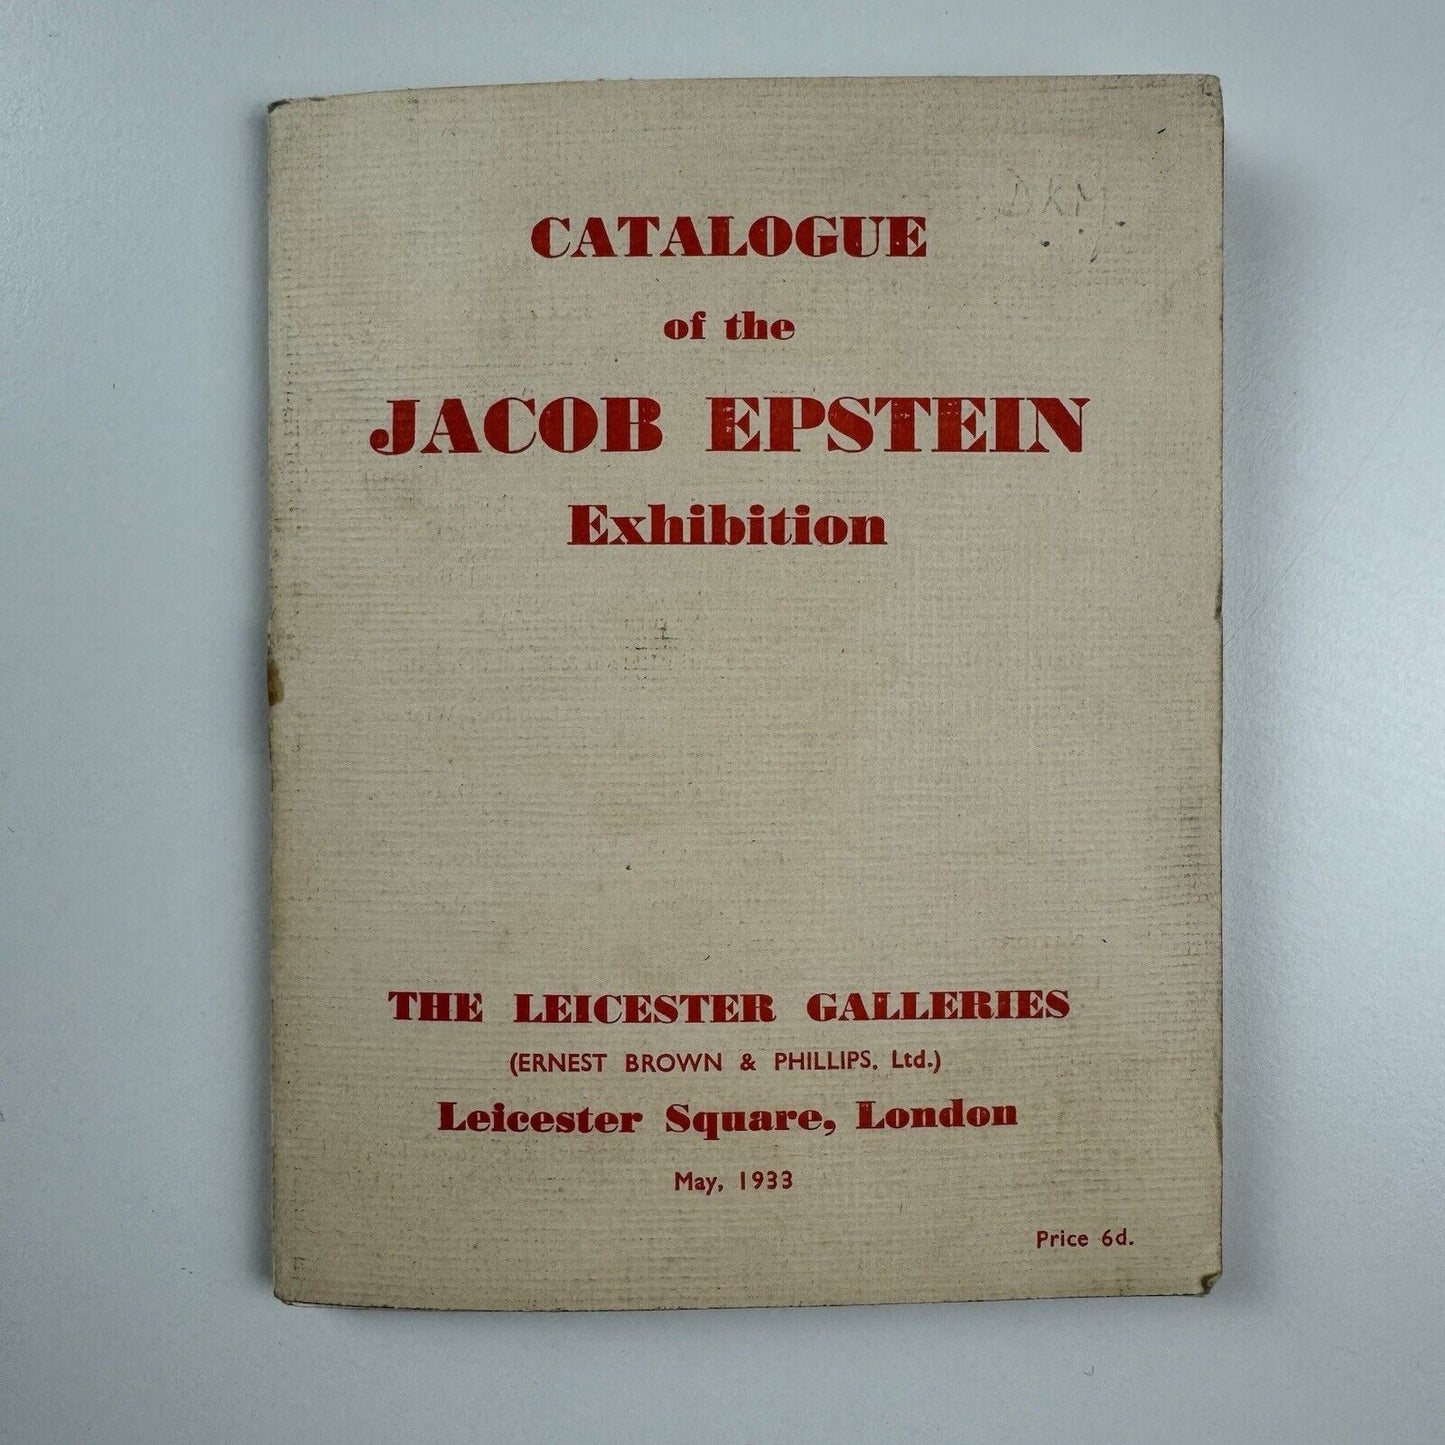 D.K.M.
CATALOGUE
of the
JACOB EPSTEIN
Exhibition
THE LEICESTER GALLERIES
(ERNEST BROWN & PHILLIPS, Ltd.)
Leicester Square, London
May, 1933
Price 6d.